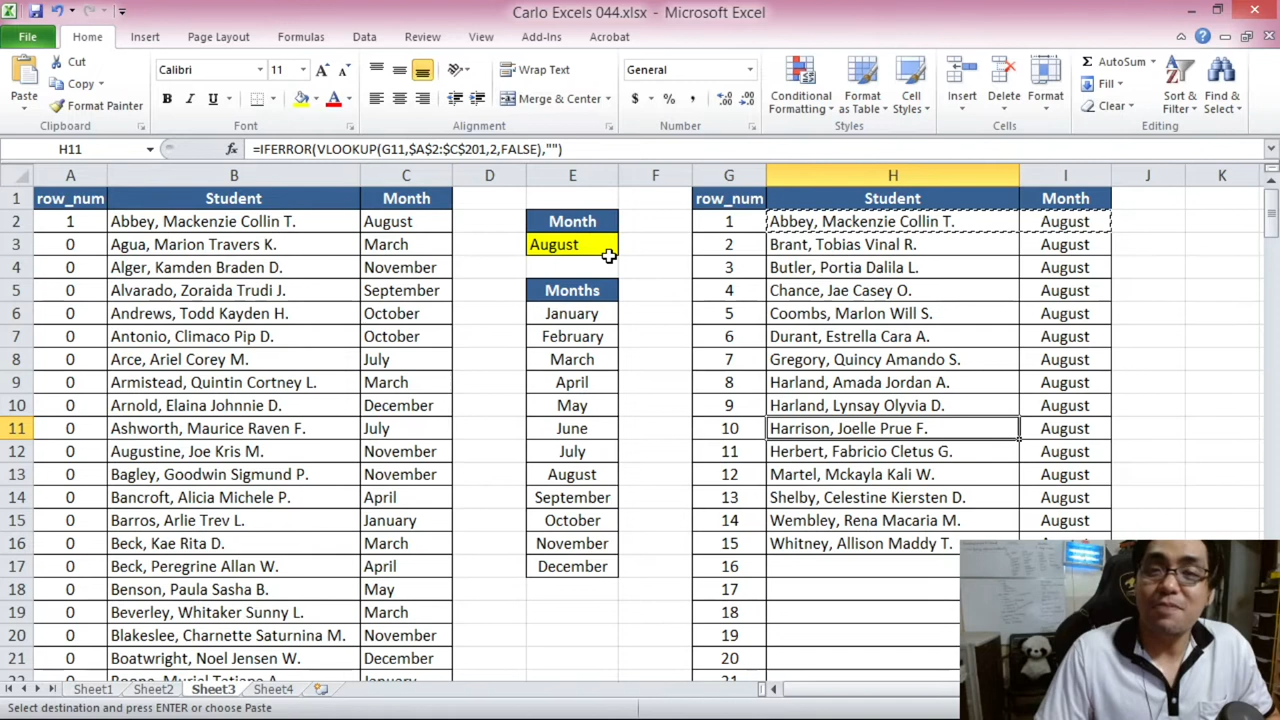 Carlo Excels 044.xlsx - Microsoft Excel
File Home Insert Page Layout Formulas Data Review View Add-Ins Acrobat
Paste Cut Copy Format Painter
Calibri 11 Wrap Text General
B I U Merge & Center $ % ,
Conditional Formatting Format as Table Cell Styles Insert Delete Format
Σ AutoSum Fill Clear Sort & Filter Find & Select
Clipboard Font Alignment Number Styles Cells Editing
H11 fx =IFERROR(VLOOKUP(G11,$A$2:$C$201,2,FALSE),"")
A B C D E F G H I J K
1 row_num Student Month row_num Student Month
2 1 Abbey, Mackenzie Collin T. August Month 1 Abbey, Mackenzie Collin T. August
3 0 Agua, Marion Travers K. March August 2 Brant, Tobias Vinal R. August
4 0 Alger, Kamden Braden D. November 3 Butler, Portia Dalila L. August
5 0 Alvarado, Zoraida Trudi J. September Months 4 Chance, Jae Casey O. August
6 0 Andrews, Todd Kayden H. October January 5 Coombs, Marlon Will S. August
7 0 Antonio, Climaco Pip D. October February 6 Durant, Estrella Cara A. August
8 0 Arce, Ariel Corey M. July March 7 Gregory, Quincy Amando S. August
9 0 Armistead, Quintin Cortney L. March April 8 Harland, Amada Jordan A. August
10 0 Arnold, Elaina Johnnie D. December May 9 Harland, Lynsay Olyvia D. August
11 0 Ashworth, Maurice Raven F. July June 10 Harrison, Joelle Prue F. August
12 0 Augustine, Joe Kris M. November July 11 Herbert, Fabricio Cletus G. August
13 0 Bagley, Goodwin Sigmund P. November August 12 Martel, Mckayla Kali W. August
14 0 Bancroft, Alicia Michele P. April September 13 Shelby, Celestine Kiersten D. August
15 0 Barros, Arlie Trev L. January October 14 Wembley, Rena Macaria M. August
16 0 Beck, Kae Rita D. March November 15 Whitney, Allison Maddy T.
17 0 Beck, Peregrine Allan W. April December 16
18 0 Benson, Paula Sasha B. May 17
19 0 Beverley, Whitaker Sunny L. March 18
20 0 Blakeslee, Charnette Saturnina M. November 19
21 0 Boatwright, Noel Jensen W. December 20
Sheet1 Sheet2 Sheet3 Sheet4
Select destination and press ENTER or choose Paste